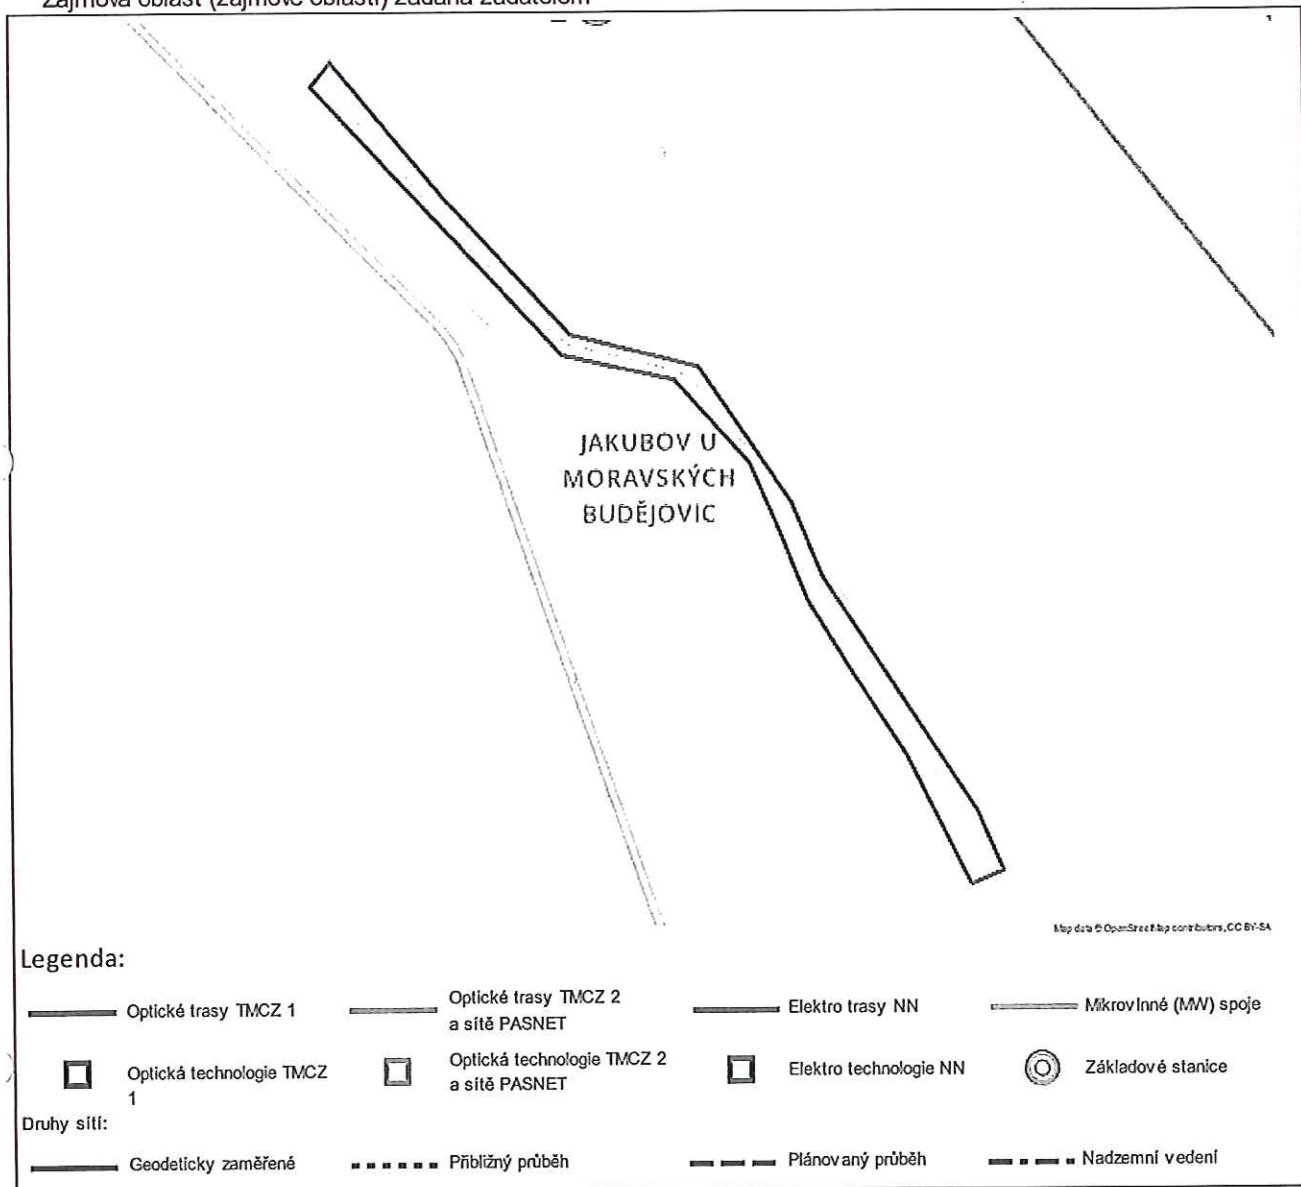 Zájmová oblast (zájmové oblasti) zadaná žadatelem
JAKUBOV U
MORAVSKÝCH
BUDĚJOVIC
Map data © OpenStreetMap contributors, CC BY-SA
Legenda:
Optické trasy TMCZ 1
Optické trasy TMCZ 2
a sítě PASNET
Elektro trasy NN
Mikrovlnné (MW) spoje
Optická technologie TMCZ
1
Optická technologie TMCZ 2
a sítě PASNET
Elektro technologie NN
Základové stanice
Druhy sítí:
Geodeticky zaměřené
Přibližný průběh
Plánovaný průběh
Nadzemní vedení